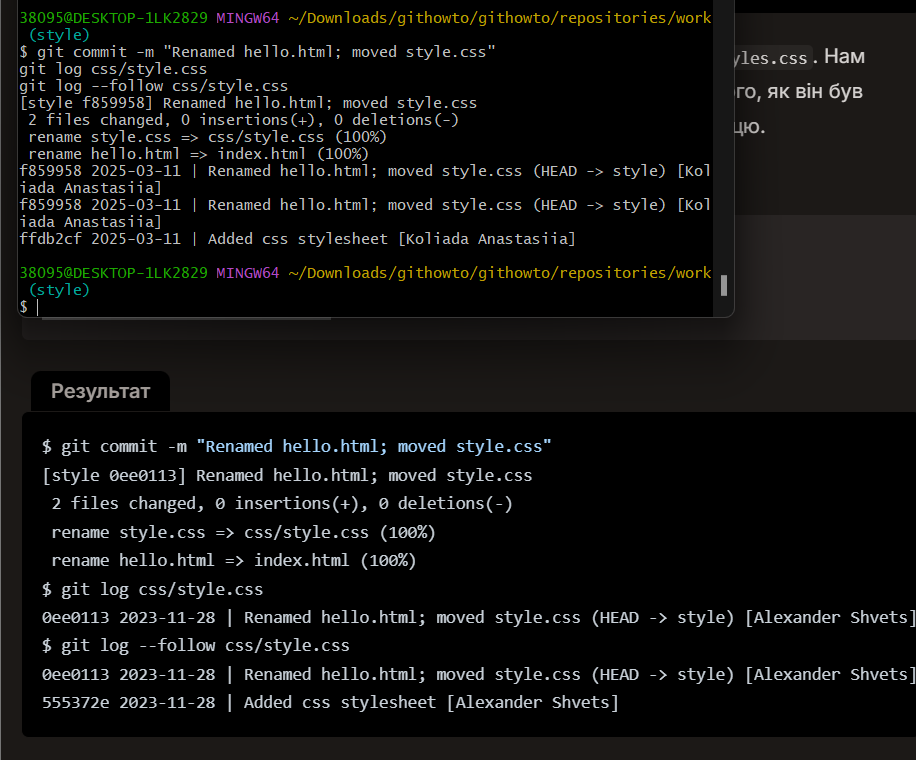 38095@DESKTOP-1LK2829 MINGW64 ~/Downloads/githowto/githowto/repositories/work
(style)
$ git commit -m "Renamed hello.html; moved style.css"
git log css/style.css
git log --follow css/style.css
[style f859958] Renamed hello.html; moved style.css
2 files changed, 0 insertions(+), 0 deletions(-)
rename style.css => css/style.css (100%)
rename hello.html => index.html (100%)
f859958 2025-03-11 | Renamed hello.html; moved style.css (HEAD -> style) [Kol
iada Anastasiia]
f859958 2025-03-11 | Renamed hello.html; moved style.css (HEAD -> style) [Kol
iada Anastasiia]
ffdb2cf 2025-03-11 | Added css stylesheet [Koliada Anastasiia]
38095@DESKTOP-1LK2829 MINGW64 ~/Downloads/githowto/githowto/repositories/work
(style)
$
yles.css. Нам
го, як він був
цю.
Результат
$ git commit -m "Renamed hello.html; moved style.css"
[style 0ee0113] Renamed hello.html; moved style.css
2 files changed, 0 insertions(+), 0 deletions(-)
rename style.css => css/style.css (100%)
rename hello.html => index.html (100%)
$ git log css/style.css
0ee0113 2023-11-28 | Renamed hello.html; moved style.css (HEAD -> style) [Alexander Shvets]
$ git log --follow css/style.css
0ee0113 2023-11-28 | Renamed hello.html; moved style.css (HEAD -> style) [Alexander Shvets]
555372e 2023-11-28 | Added css stylesheet [Alexander Shvets]